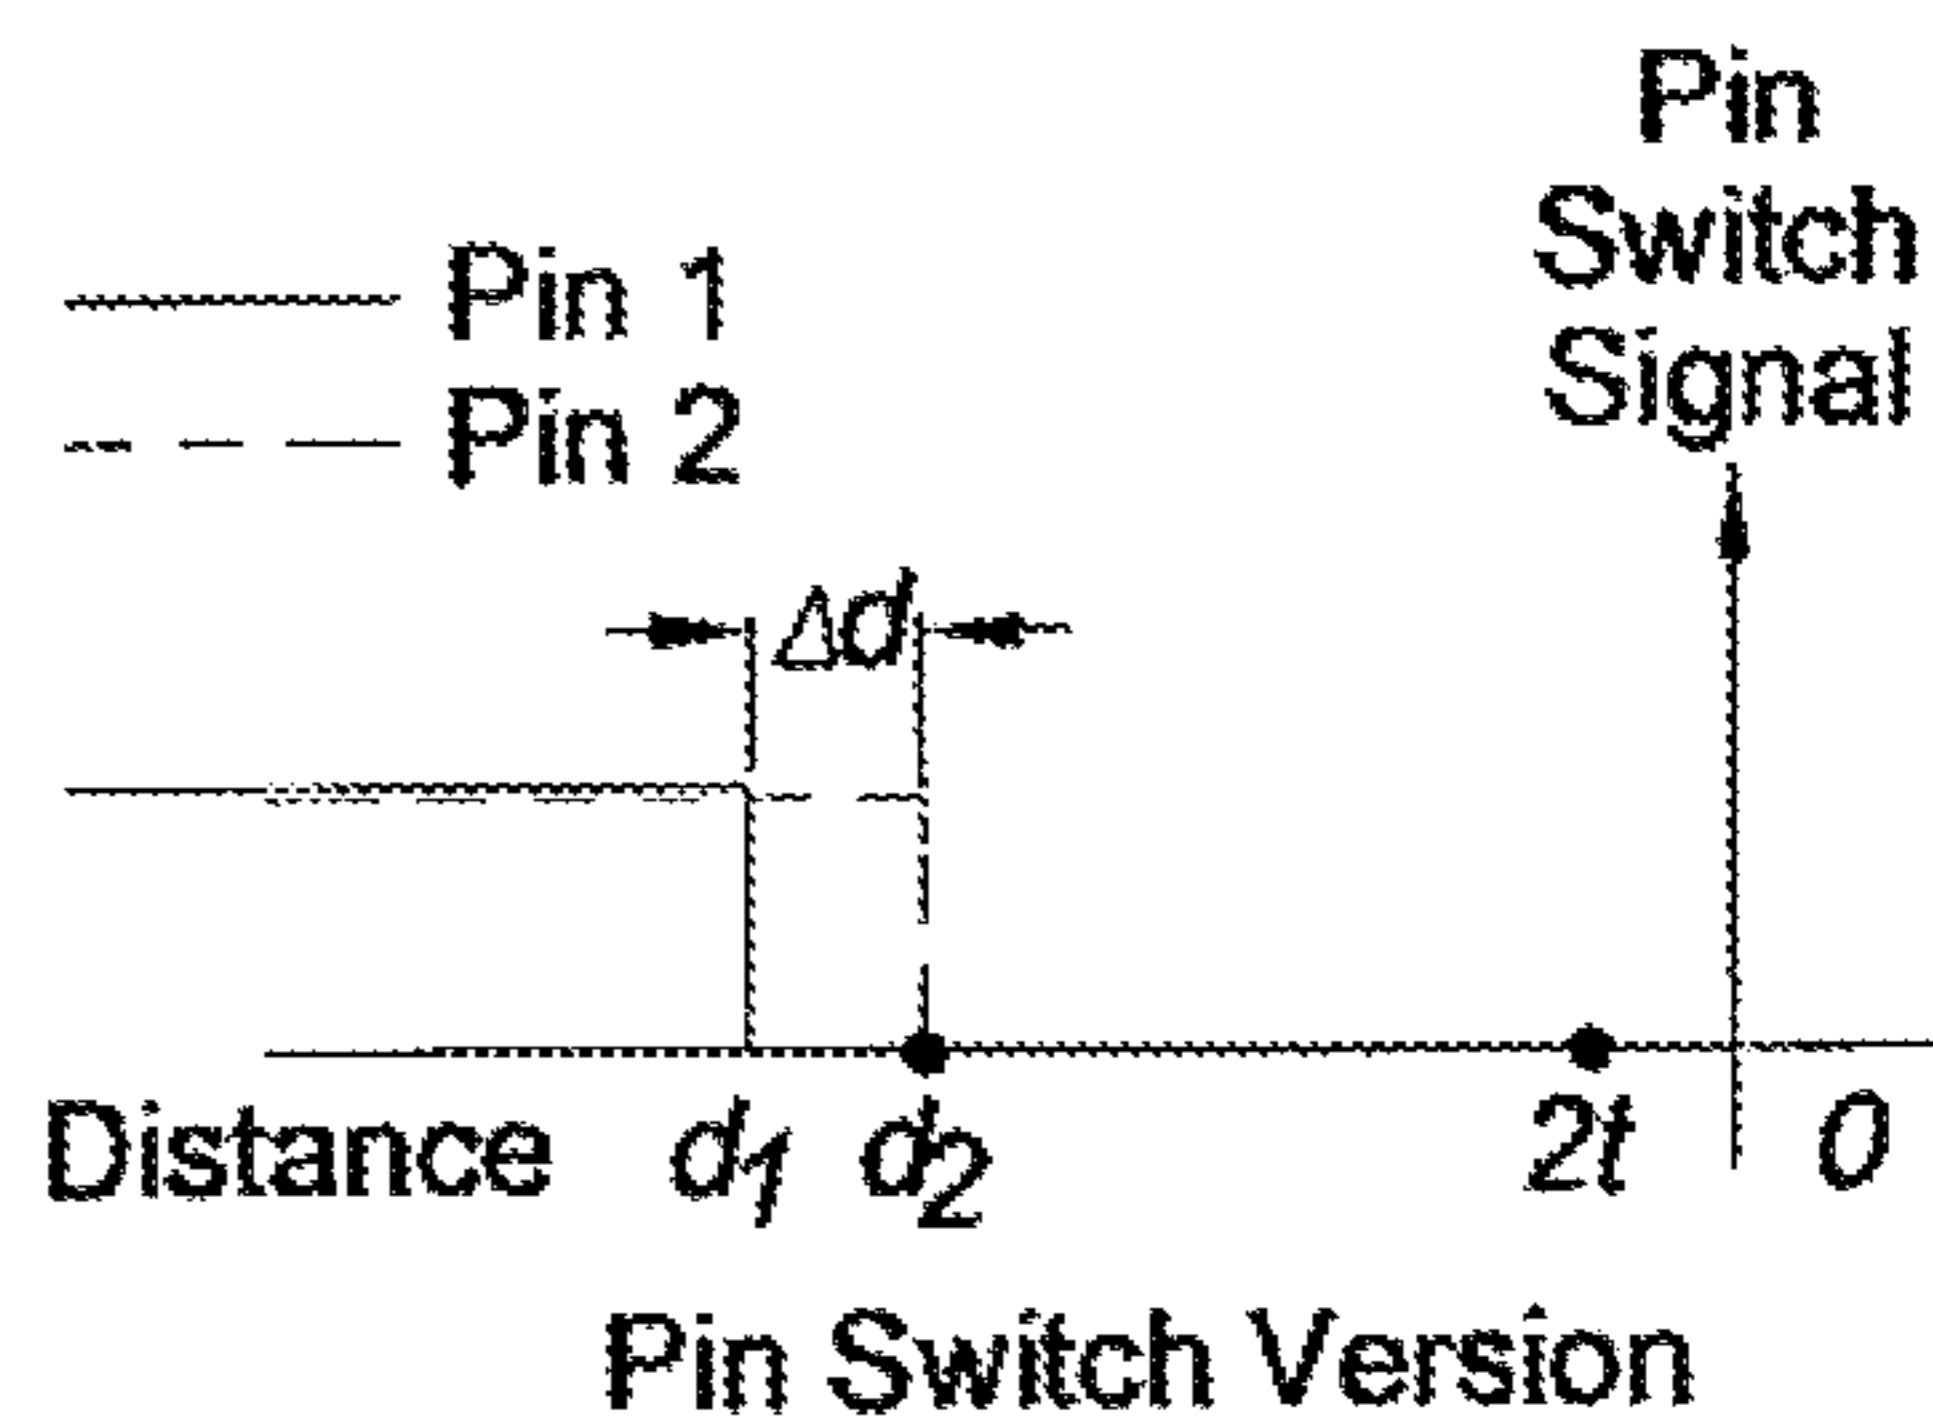 Pin
Switch
Signal
Pin 1
Pin 2
Δd
Distance d1 d2 2t 0
Pin Switch Version